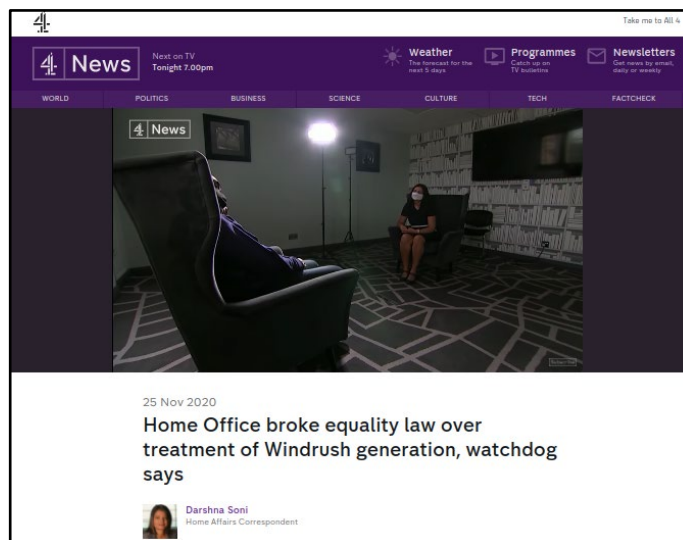 Take me to All 4
4 News
Next on TV
Tonight 7.00pm
Weather
The forecast for the
next 5 days
Programmes
Catch up on
TV bulletins
Newsletters
Get news by email,
daily or weekly
WORLD POLITICS BUSINESS SCIENCE CULTURE TECH FACTCHECK
4 News
25 Nov 2020
Home Office broke equality law over
treatment of Windrush generation, watchdog
says
Darshna Soni
Home Affairs Correspondent